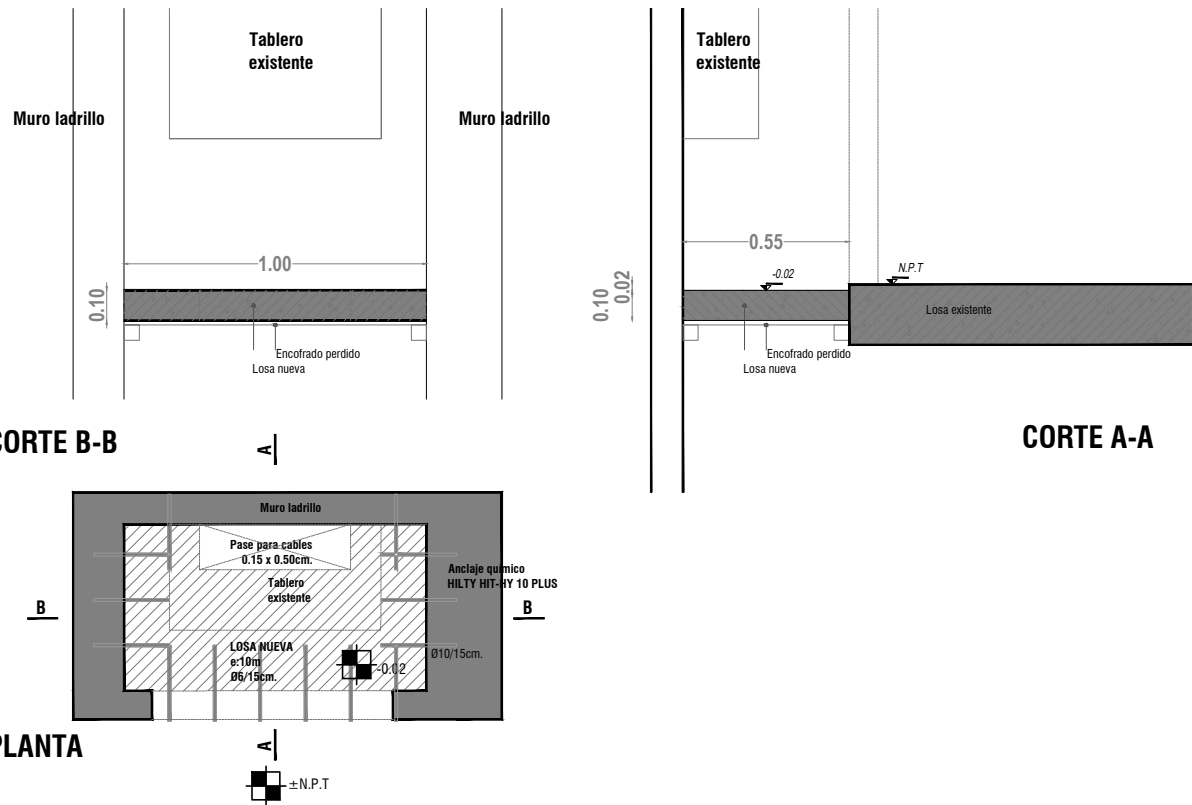 Tablero
existente
Muro ladrillo
Muro ladrillo
1.00
0.10
Encofrado perdido
Losa nueva
CORTE B-B
Tablero
existente
0.55
-0.02
N.P.T
0.10
0.02
Losa existente
Encofrado perdido
Losa nueva
CORTE A-A
A
Muro ladrillo
Pase para cables
0.15 x 0.50cm.
Tablero
existente
Anclaje químico
HILTY HIT-HY 10 PLUS
B
B
LOSA NUEVA
e:10m
Ø6/15cm.
-0.02
Ø10/15cm.
PLANTA
A
±N.P.T